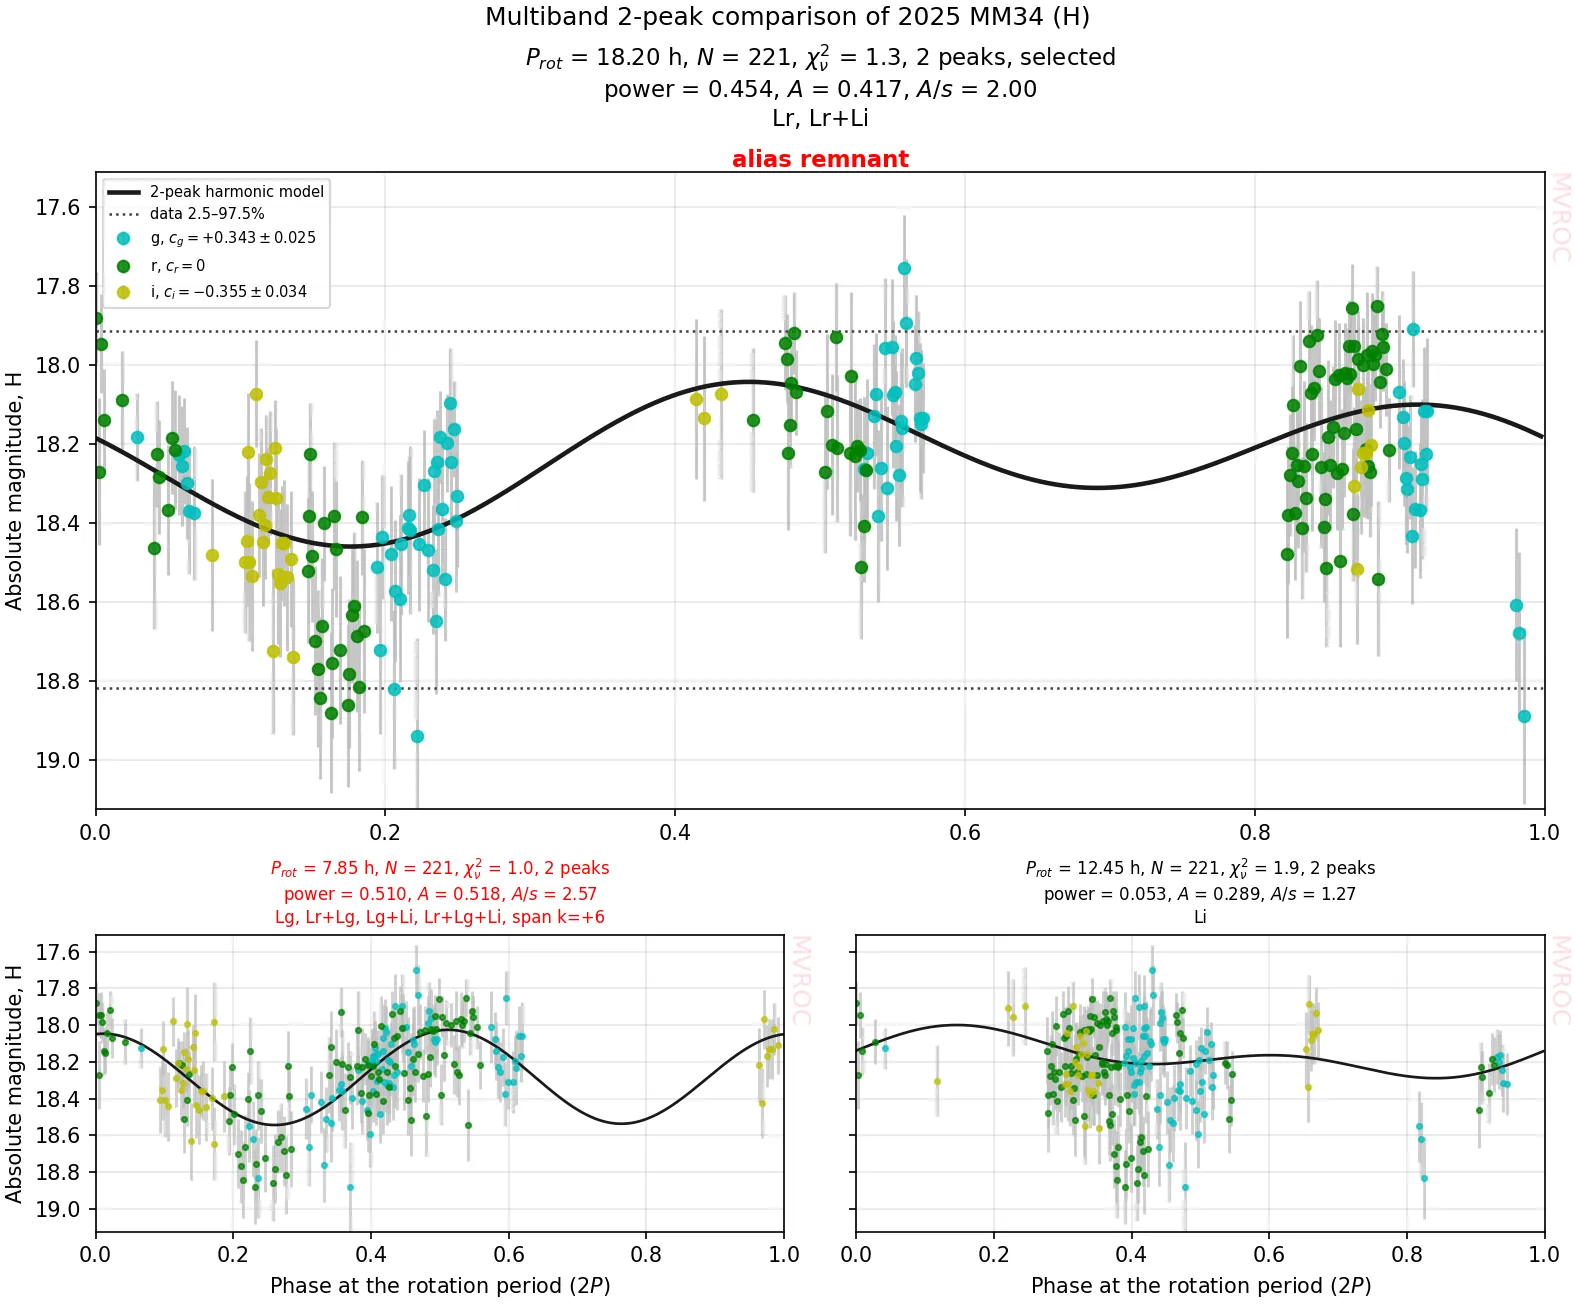 Multiband 2-peak comparison of 2025 MM34 (H)
P_rot = 18.20 h, N = 221, χ²_ν = 1.3, 2 peaks, selected
power = 0.454, A = 0.417, A/s = 2.00
Lr, Lr+Li
alias remnant
2-peak harmonic model
data 2.5–97.5%
g, c_g = +0.343 ± 0.025
r, c_r = 0
i, c_i = −0.355 ± 0.034
MVROC
Absolute magnitude, H
17.6
17.8
18.0
18.2
18.4
18.6
18.8
19.0
0.0 0.2 0.4 0.6 0.8 1.0
P_rot = 7.85 h, N = 221, χ²_ν = 1.0, 2 peaks
power = 0.510, A = 0.518, A/s = 2.57
Lg, Lr+Lg, Lg+Li, Lr+Lg+Li, span k=+6
MVROC
Absolute magnitude, H
17.6
17.8
18.0
18.2
18.4
18.6
18.8
19.0
0.0 0.2 0.4 0.6 0.8 1.0
Phase at the rotation period (2P)
P_rot = 12.45 h, N = 221, χ²_ν = 1.9, 2 peaks
power = 0.053, A = 0.289, A/s = 1.27
Li
MVROC
0.0 0.2 0.4 0.6 0.8 1.0
Phase at the rotation period (2P)